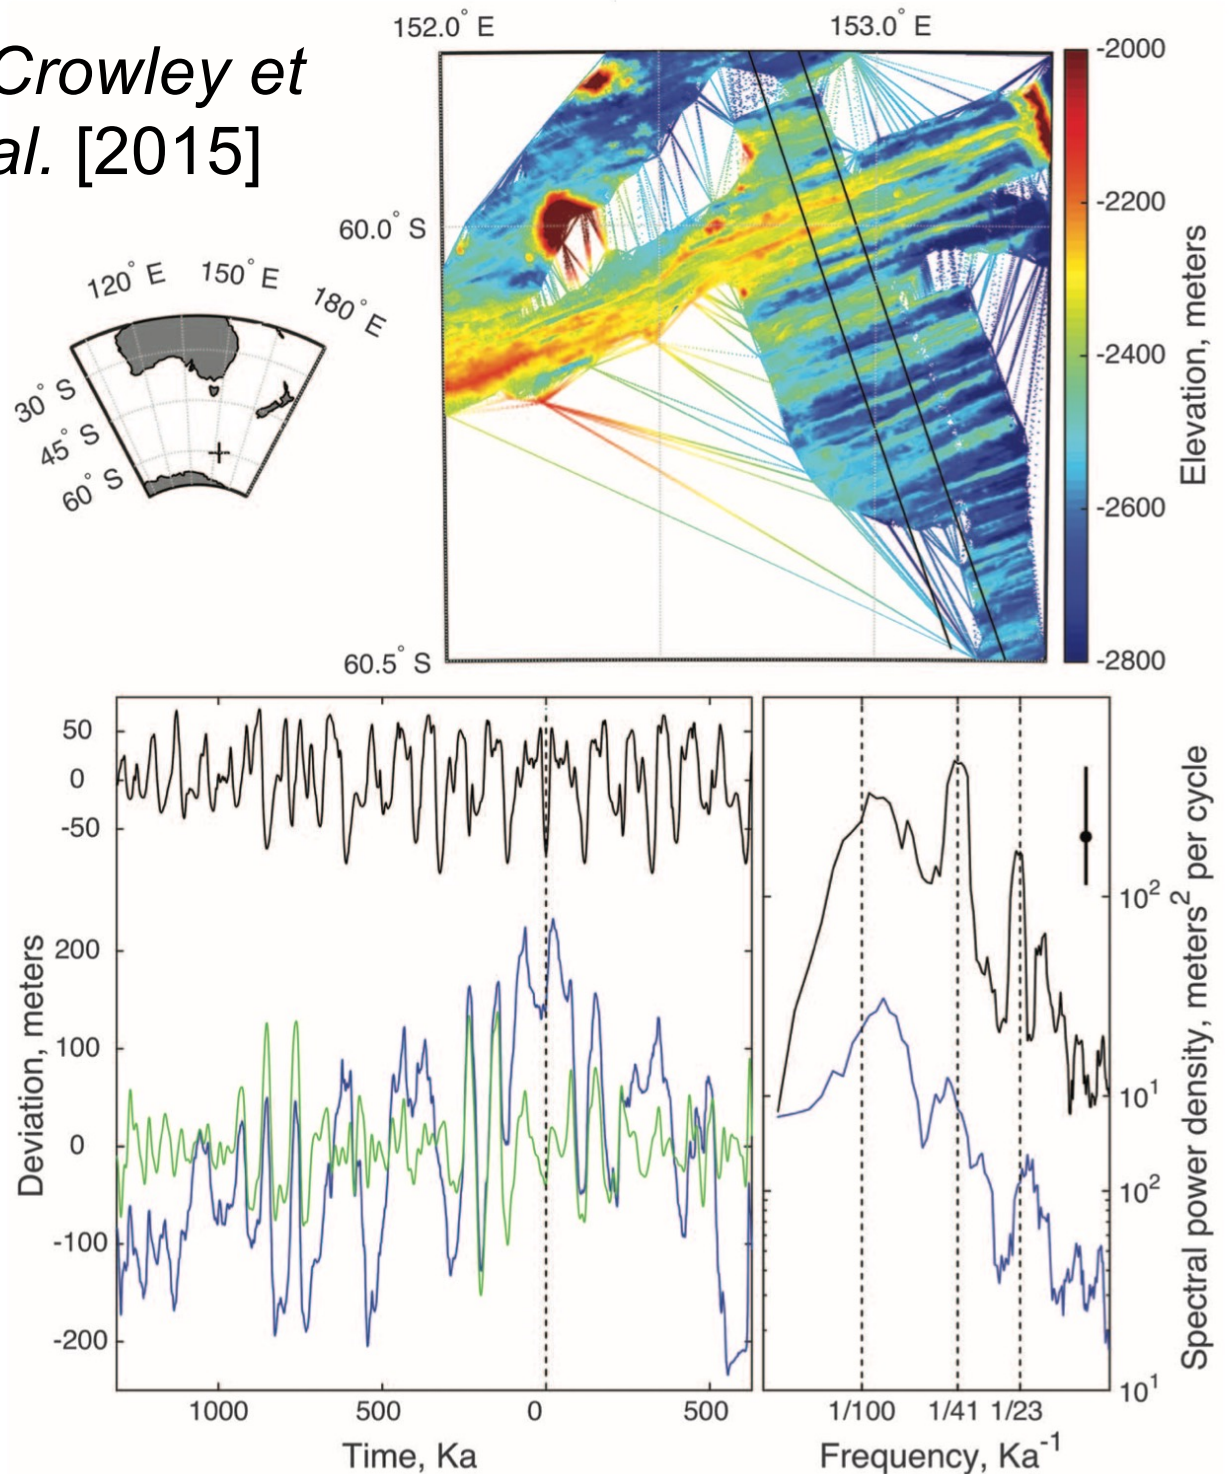 Crowley et
al. [2015]
152.0° E
153.0° E
60.0° S
60.5° S
-2000
-2200
-2400
-2600
-2800
Elevation, meters
120° E
150° E
180° E
30° S
45° S
60° S
50
0
-50
200
100
0
-100
-200
Deviation, meters
1000
500
0
500
Time, Ka
10²
10¹
10²
10¹
Spectral power density, meters² per cycle
1/100
1/41
1/23
Frequency, Ka⁻¹